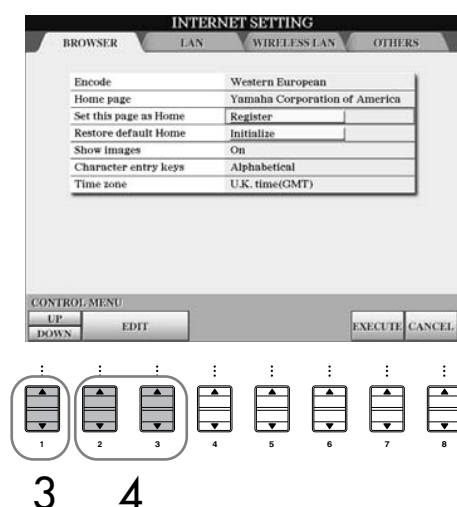 INTERNET SETTING
BROWSER LAN WIRELESS LAN OTHERS
Encode Western European
Home page Yamaha Corporation of America
Set this page as Home Register
Restore default Home Initialize
Show images On
Character entry keys Alphabetical
Time zone U.K. time(GMT)
CONTROL MENU
UP
DOWN EDIT EXECUTE CANCEL
1 2 3 4 5 6 7 8
3 4